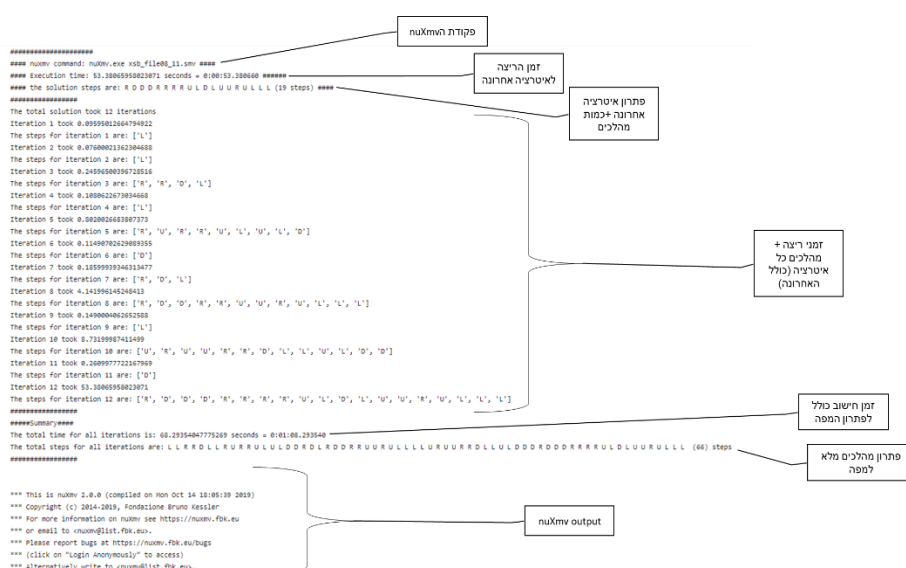 פקודת הnuXmv
####################
#### nuxmv command: nuXmv.exe xsb_file08_11.smv ####
#### Execution time: 53.38065958023071 seconds = 0:00:53.380660 ######
זמן הריצה
לאיטרציה אחרונה
#### the solution steps are: R D D D R R R R U L D L U U R U L L L (19 steps) ####
פתרון איטרציה
אחרונה +כמות
מהלכים
################
The total solution took 12 iterations
Iteration 1 took 0.09595012664794922
The steps for iteration 1 are: ['L']
Iteration 2 took 0.07600021362304688
The steps for iteration 2 are: ['L']
Iteration 3 took 0.24596500396728516
The steps for iteration 3 are: ['R', 'R', 'D', 'L']
Iteration 4 took 0.1080622673034668
The steps for iteration 4 are: ['L']
Iteration 5 took 0.8020026683807373
The steps for iteration 5 are: ['R', 'U', 'R', 'R', 'U', 'L', 'U', 'L', 'D']
Iteration 6 took 0.11490702629089355
The steps for iteration 6 are: ['D']
Iteration 7 took 0.18599939346313477
The steps for iteration 7 are: ['R', 'D', 'L']
Iteration 8 took 4.141996145248413
The steps for iteration 8 are: ['R', 'D', 'D', 'R', 'R', 'U', 'U', 'R', 'U', 'L', 'L', 'L']
Iteration 9 took 0.1490004062652588
The steps for iteration 9 are: ['L']
Iteration 10 took 8.73199987411499
The steps for iteration 10 are: ['U', 'R', 'U', 'U', 'R', 'R', 'D', 'L', 'L', 'U', 'L', 'D', 'D']
Iteration 11 took 0.2609977722167969
The steps for iteration 11 are: ['D']
Iteration 12 took 53.38065958023071
The steps for iteration 12 are: ['R', 'D', 'D', 'D', 'R', 'R', 'R', 'R', 'U', 'L', 'D', 'L', 'U', 'U', 'R', 'U', 'L', 'L', 'L']
זמני ריצה +
מהלכים כל
איטרציה (כולל
האחרונה)
################
#####Summary####
The total time for all iterations is: 68.29354047775269 seconds = 0:01:08.293540
זמן חישוב כולל
לפתרון המפה
The total steps for all iterations are: L L R R D L L R U R R U L U L D D R D L R D D R R U U R U L L L L U R U U R R D L L U L D D D R D D D R R R R U L D L U U R U L L L (66) steps
פתרון מהלכים מלא
למפה
################
*** This is nuXmv 2.0.0 (compiled on Mon Oct 14 18:05:39 2019)
*** Copyright (c) 2014-2019, Fondazione Bruno Kessler
*** For more information on nuXmv see https://nuxmv.fbk.eu
*** or email to <nuxmv@list.fbk.eu>.
*** Please report bugs at https://nuxmv.fbk.eu/bugs
*** (click on "Login Anonymously" to access)
*** Alternatively write to <nuxmv@list.fbk.eu>.
nuXmv output